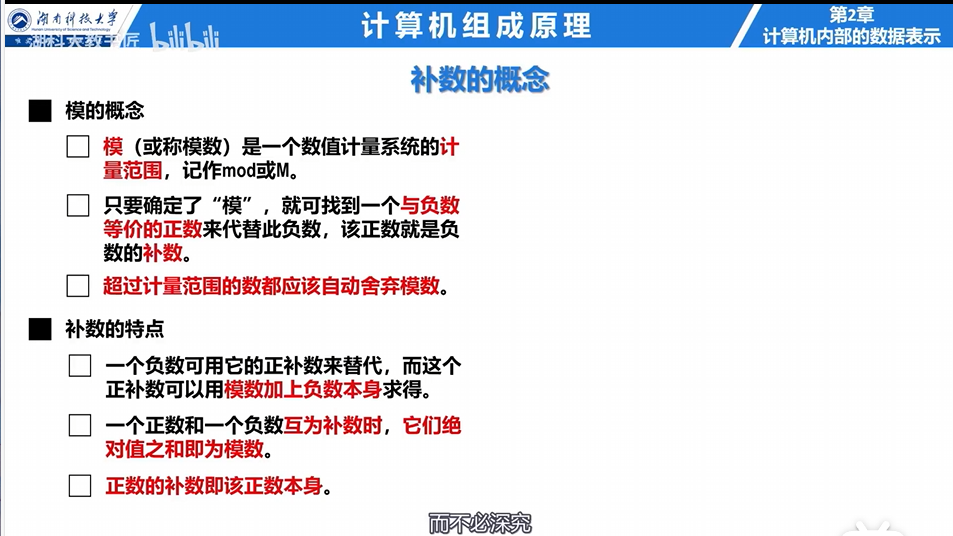 湖南科技大学
Hunan University of Science and Technology
湖科大教书匠 bilibili
计算机组成原理
第2章
计算机内部的数据表示
补数的概念
模的概念
模（或称模数）是一个数值计量系统的计
量范围，记作mod或M。
只要确定了“模”，就可找到一个与负数
等价的正数来代替此负数，该正数就是负
数的补数。
超过计量范围的数都应该自动舍弃模数。
补数的特点
一个负数可用它的正补数来替代，而这个
正补数可以用模数加上负数本身求得。
一个正数和一个负数互为补数时，它们绝
对值之和即为模数。
正数的补数即该正数本身。
而不必深究